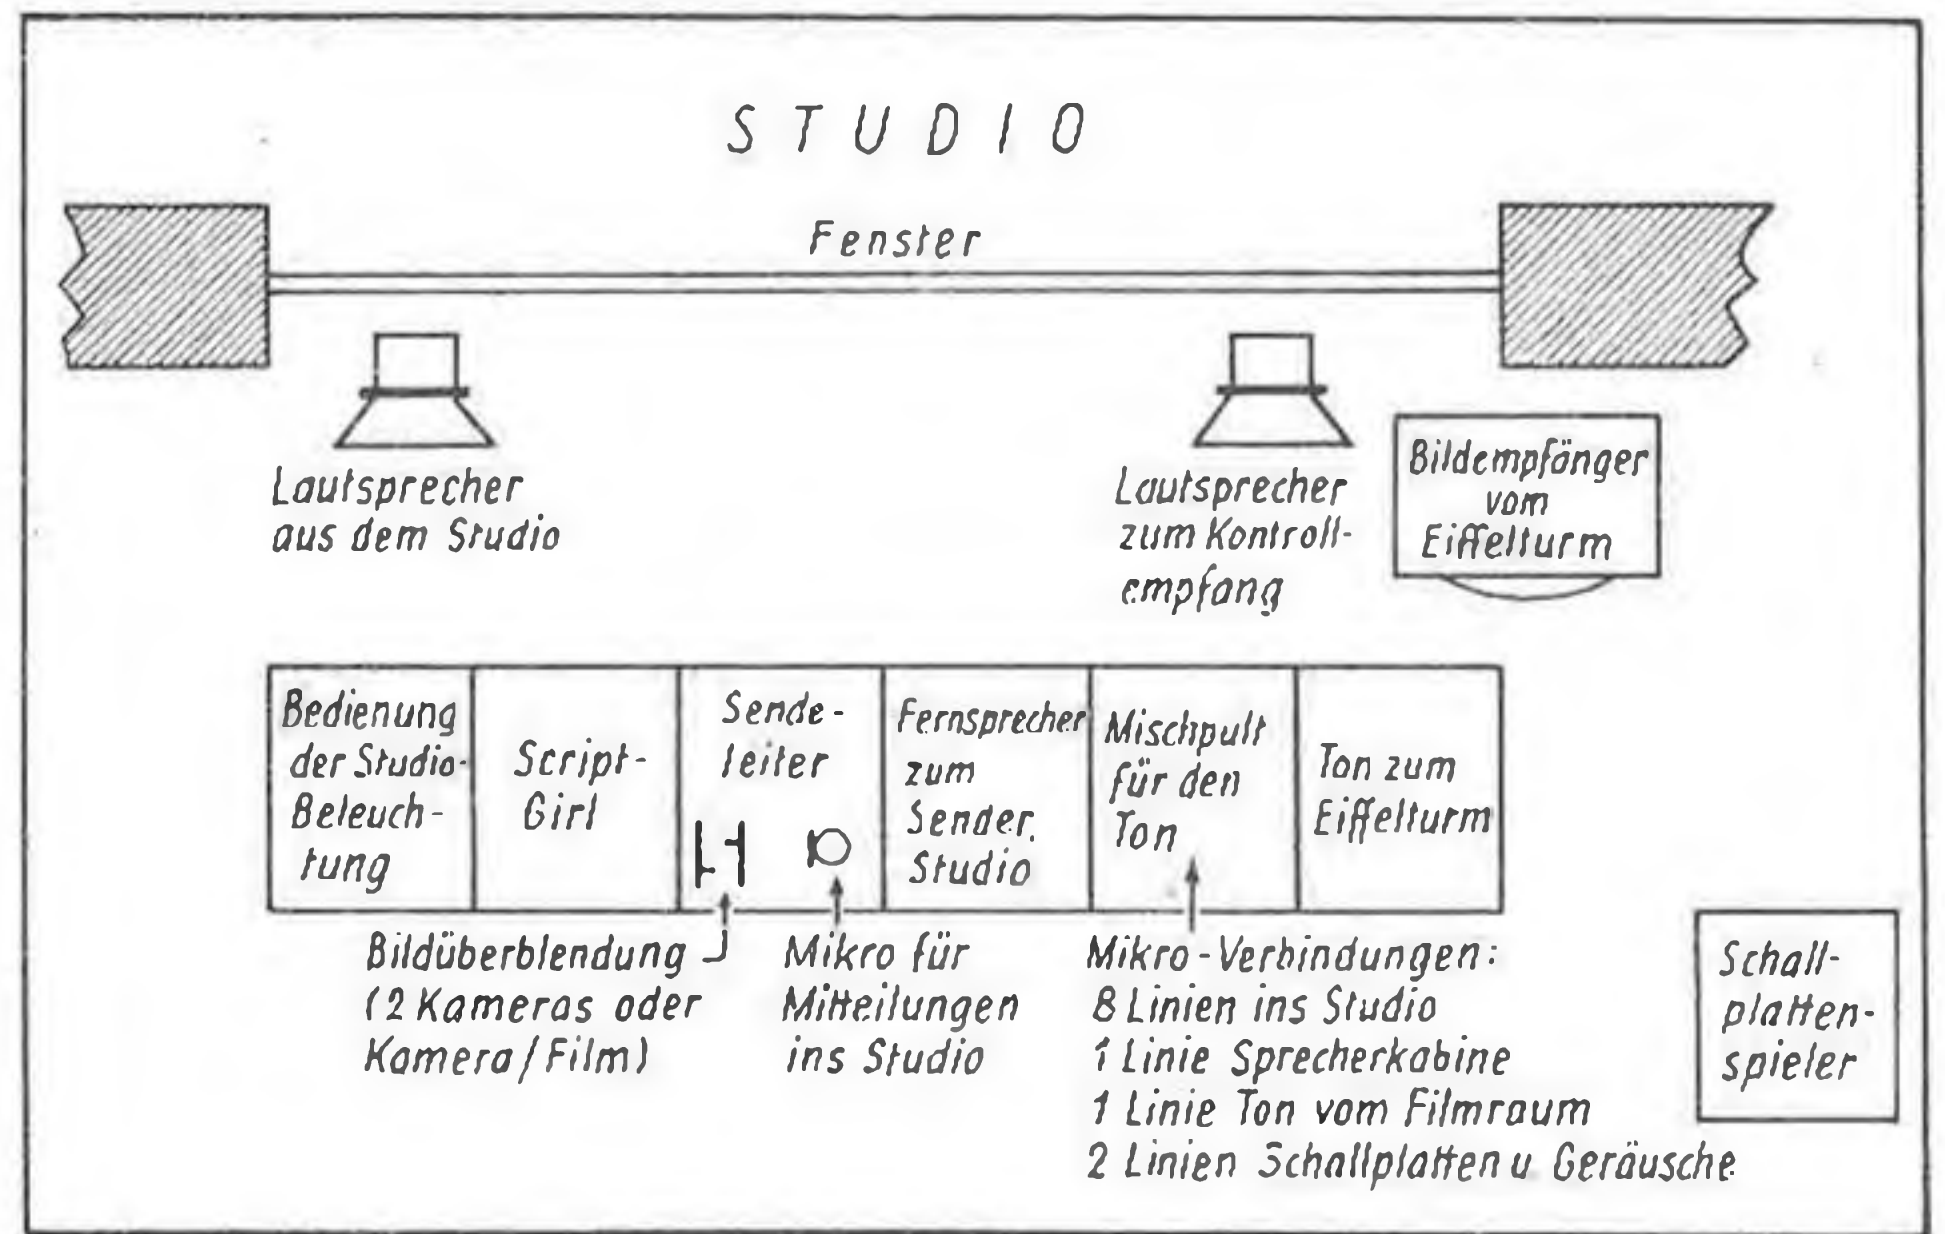 STUDIO
Fenster
Lautsprecher
aus dem Studio
Lautsprecher
zum Kontroll-
empfang
Bildempfänger
vom
Eiffelturm
Bedienung
der Studio-
Beleuch-
tung
Script-
Girl
Sende-
leiter
Fernsprecher
zum
Sender.
Studio
Mischpult
für den
Ton
Ton zum
Eiffelturm
Bildüberblendung
(2 Kameras oder
Kamera/Film)
Mikro für
Mitteilungen
ins Studio
Mikro-Verbindungen:
8 Linien ins Studio
1 Linie Sprecherkabine
1 Linie Ton vom Filmraum
2 Linien Schallplatten u Geräusche
Schall-
platten-
spieler